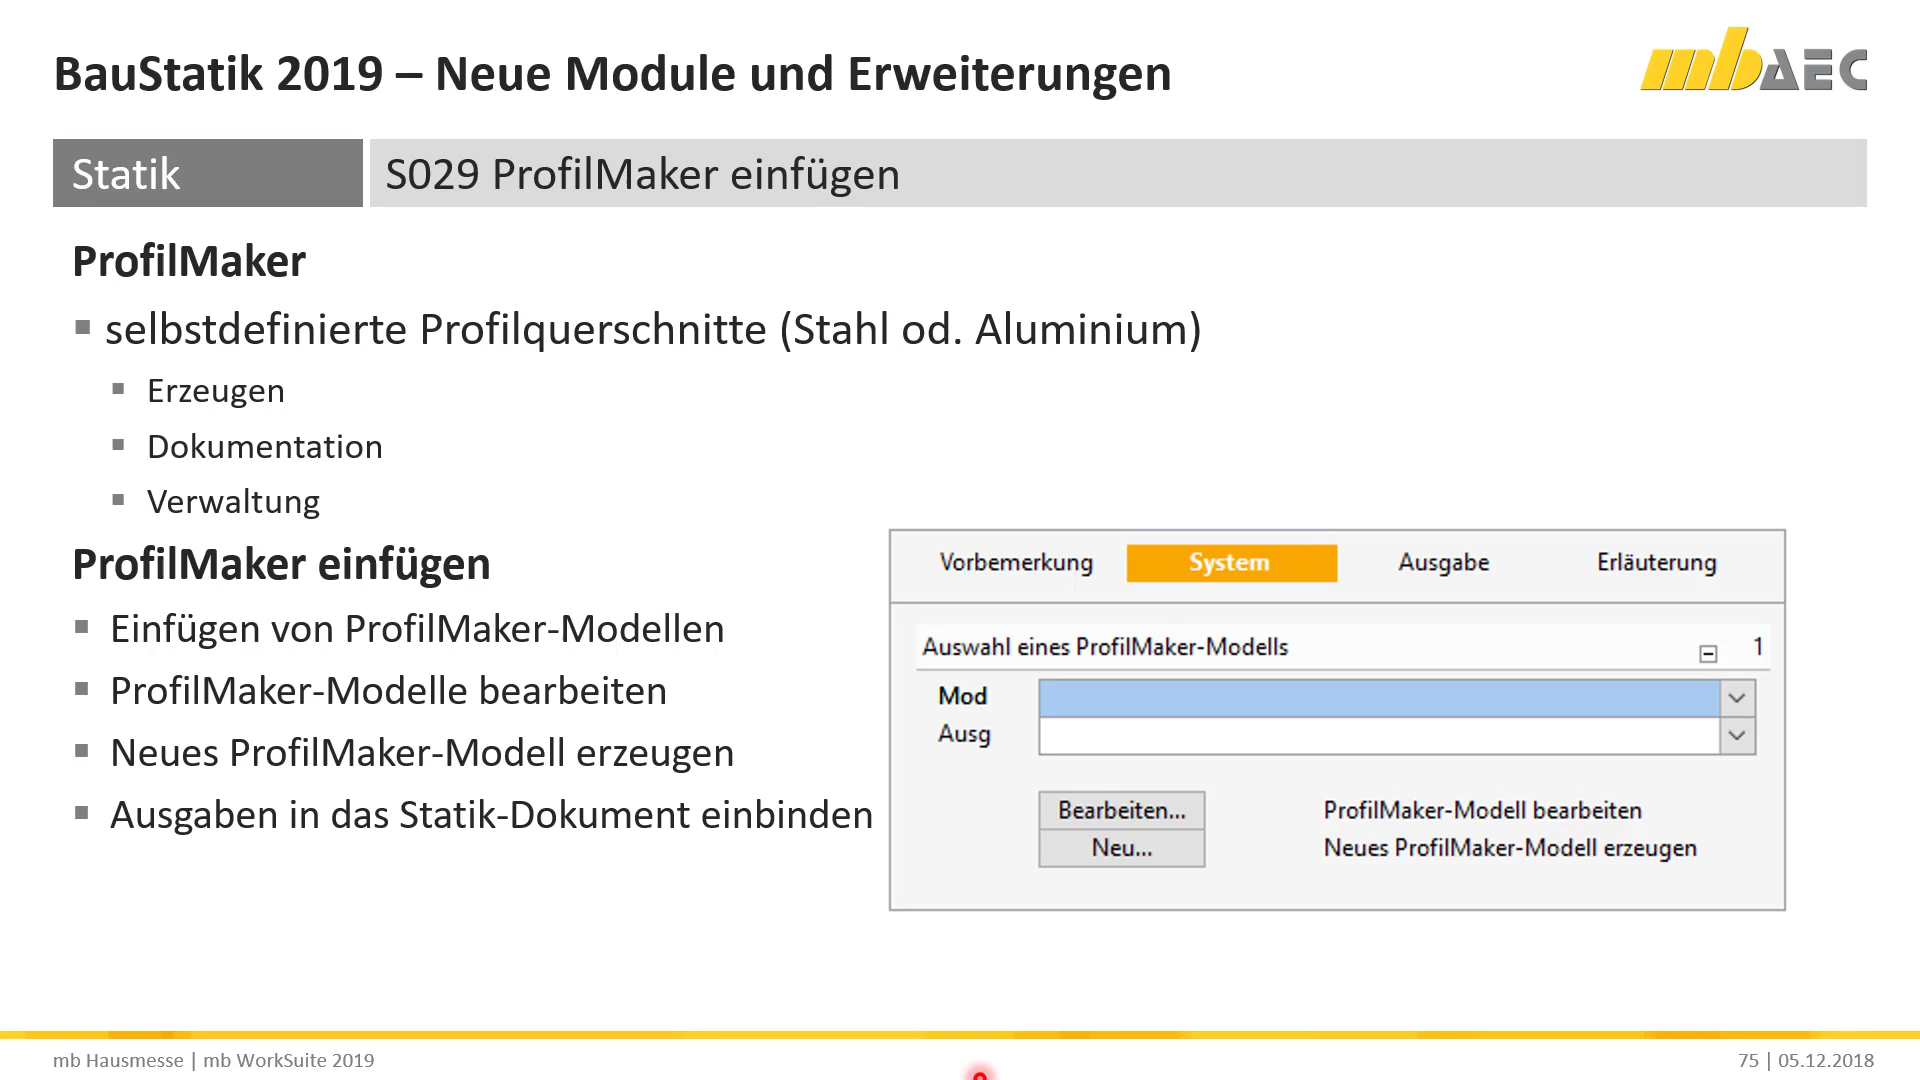 BauStatik 2019 – Neue Module und Erweiterungen
mbAEC
Statik
S029 ProfilMaker einfügen
ProfilMaker
selbstdefinierte Profilquerschnitte (Stahl od. Aluminium)
Erzeugen
Dokumentation
Verwaltung
ProfilMaker einfügen
Einfügen von ProfilMaker-Modellen
ProfilMaker-Modelle bearbeiten
Neues ProfilMaker-Modell erzeugen
Ausgaben in das Statik-Dokument einbinden
Vorbemerkung System Ausgabe Erläuterung
Auswahl eines ProfilMaker-Modells 1
Mod
Ausg
Bearbeiten... ProfilMaker-Modell bearbeiten
Neu... Neues ProfilMaker-Modell erzeugen
mb Hausmesse | mb WorkSuite 2019
75 | 05.12.2018